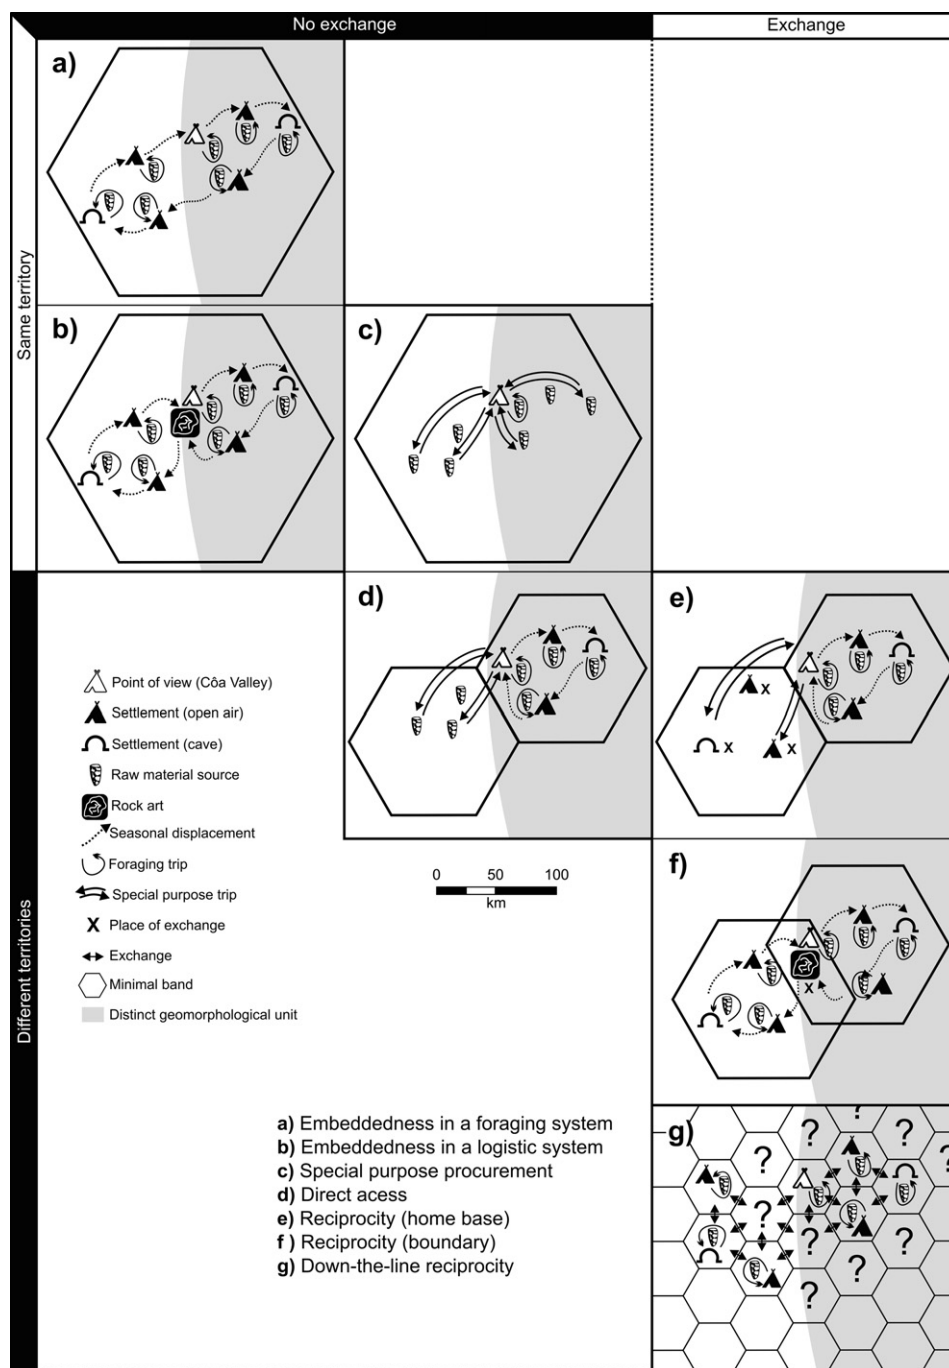 No exchange
Exchange
Same territory
Different territories
a)
b)
c)
d)
e)
f)
g)
X
X
X
X
Point of view (Côa Valley)
Settlement (open air)
Settlement (cave)
Raw material source
Rock art
Seasonal displacement
Foraging trip
Special purpose trip
X Place of exchange
Exchange
Minimal band
Distinct geomorphological unit
0 50 100
km
a) Embeddedness in a foraging system
b) Embeddedness in a logistic system
c) Special purpose procurement
d) Direct acess
e) Reciprocity (home base)
f ) Reciprocity (boundary)
g) Down-the-line reciprocity
? ? ? ?
?
? ? ?
?
?